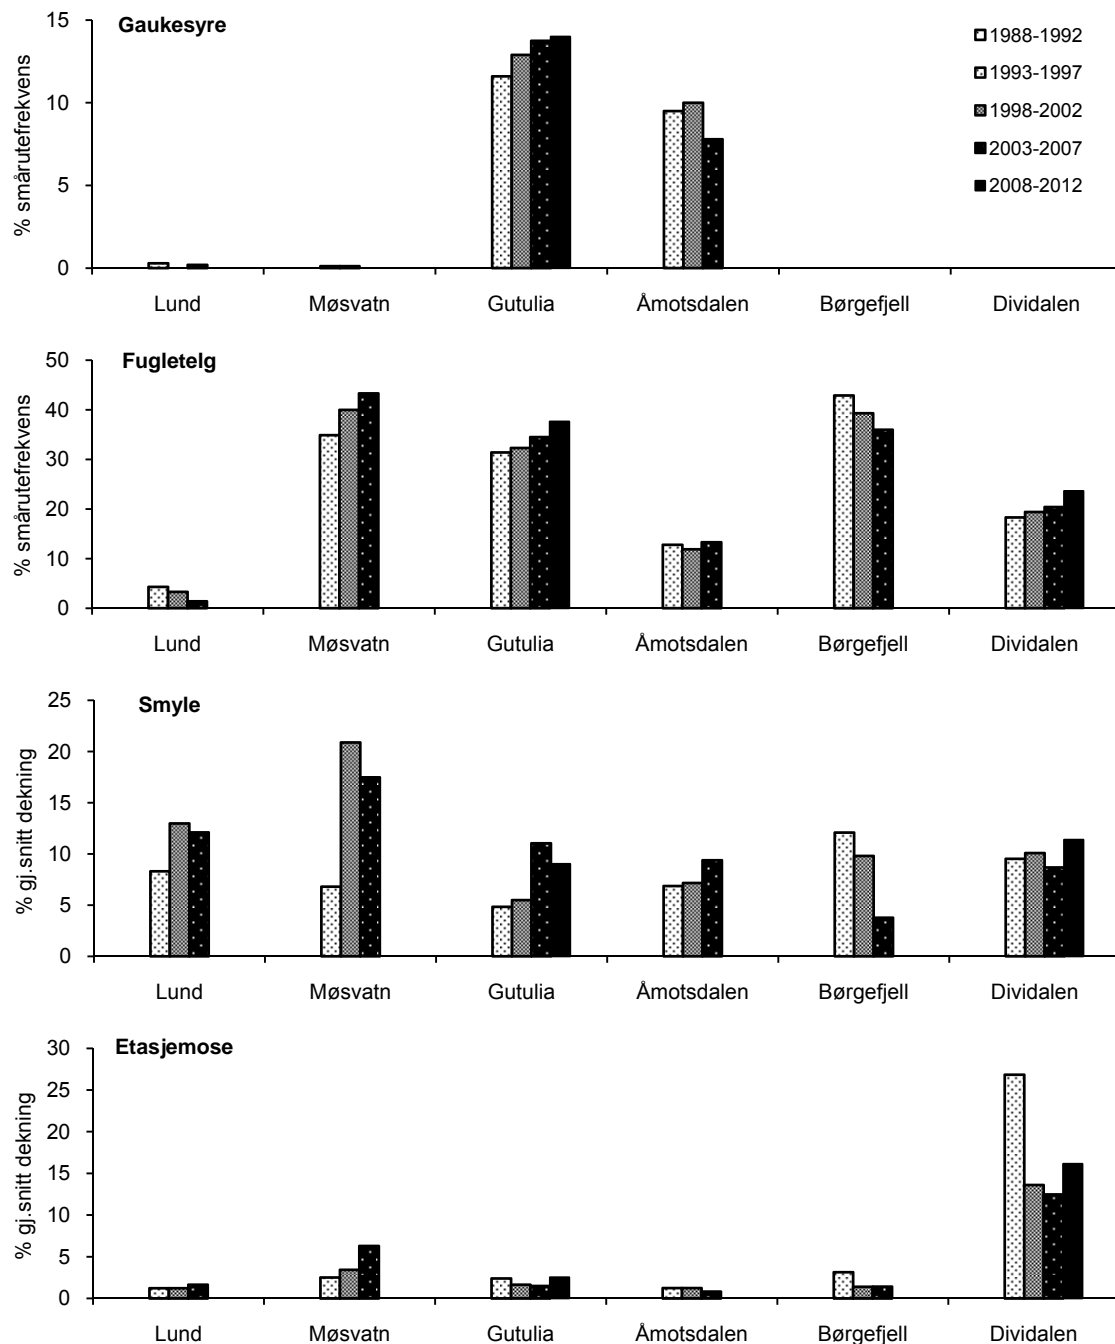 Gaukesyre
% smårutefrekvens
15
10
5
0
1988-1992
1993-1997
1998-2002
2003-2007
2008-2012
Lund Møsvatn Gutulia Åmotsdalen Børgefjell Dividalen
Fugletelg
% smårutefrekvens
50
40
30
20
10
0
Lund Møsvatn Gutulia Åmotsdalen Børgefjell Dividalen
Smyle
% gj.snitt dekning
25
20
15
10
5
0
Lund Møsvatn Gutulia Åmotsdalen Børgefjell Dividalen
Etasjemose
% gj.snitt dekning
30
25
20
15
10
5
0
Lund Møsvatn Gutulia Åmotsdalen Børgefjell Dividalen